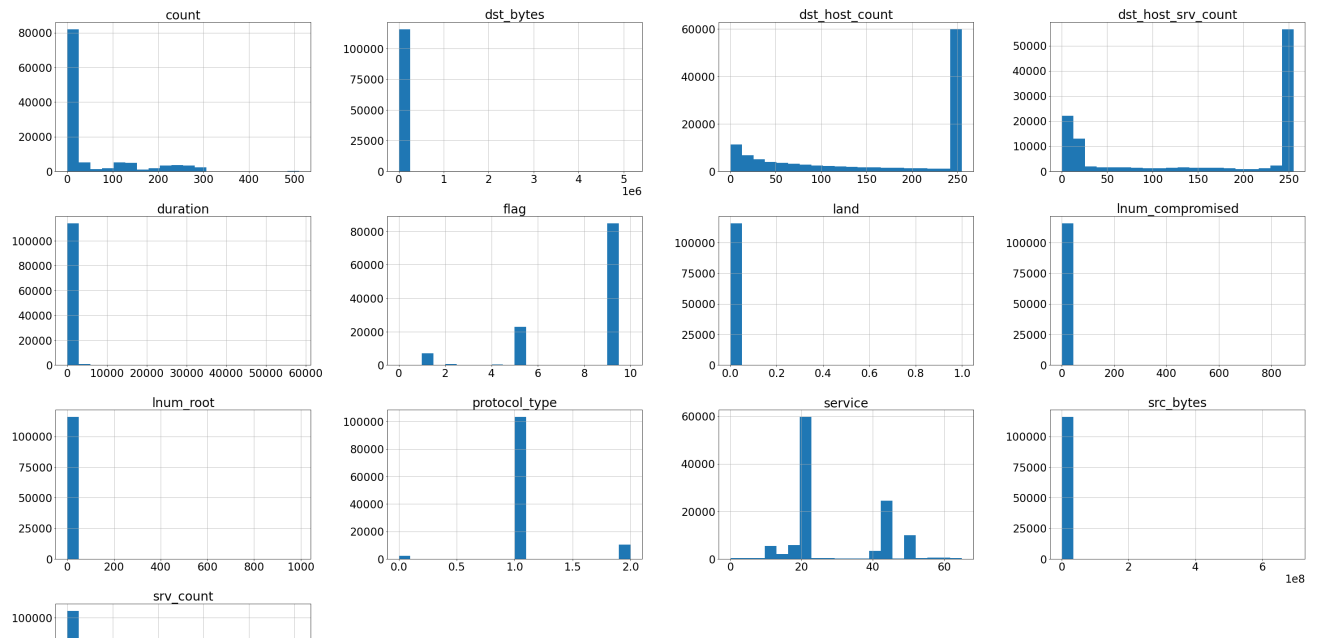 count
80000
60000
40000
20000
0
0 100 200 300 400 500
dst_bytes
100000
75000
50000
25000
0
0 1 2 3 4 5
1e6
dst_host_count
60000
40000
20000
0
0 50 100 150 200 250
dst_host_srv_count
50000
40000
30000
20000
10000
0
0 50 100 150 200 250
duration
100000
80000
60000
40000
20000
0
0 10000 20000 30000 40000 50000 60000
flag
80000
60000
40000
20000
0
0 2 4 6 8 10
land
100000
75000
50000
25000
0
0.0 0.2 0.4 0.6 0.8 1.0
lnum_compromised
100000
75000
50000
25000
0
0 200 400 600 800
lnum_root
100000
75000
50000
25000
0
0 200 400 600 800 1000
protocol_type
100000
80000
60000
40000
20000
0
0.0 0.5 1.0 1.5 2.0
service
60000
40000
20000
0
0 20 40 60
src_bytes
100000
75000
50000
25000
0
0 2 4 6
1e8
srv_count
100000